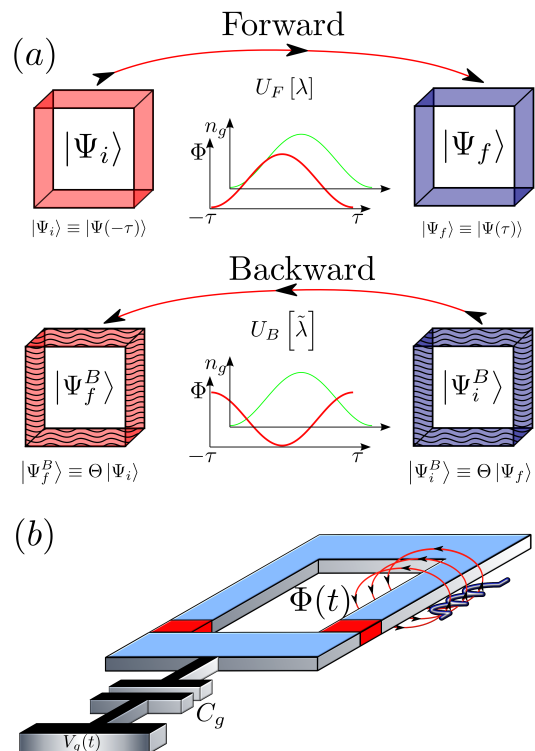 Forward
(a)
U_F [λ]
|Ψ_i⟩
n_g
Φ
|Ψ_f⟩
−τ
τ
|Ψ_i⟩ ≡ |Ψ(−τ)⟩
|Ψ_f⟩ ≡ |Ψ(τ)⟩
Backward
U_B [λ̃]
|Ψ_f^B⟩
n_g
Φ
|Ψ_i^B⟩
−τ
τ
|Ψ_f^B⟩ ≡ Θ |Ψ_i⟩
|Ψ_i^B⟩ ≡ Θ |Ψ_f⟩
(b)
Φ(t)
C_g
V_g(t)